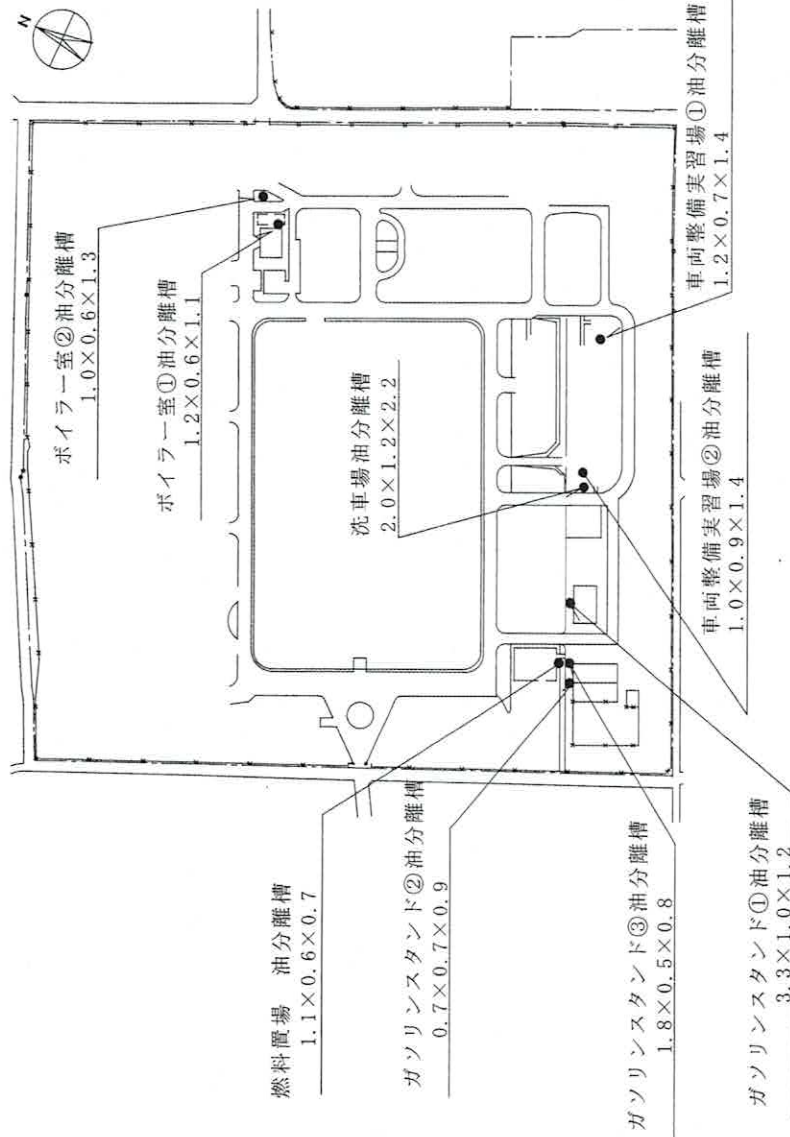 N
ボイラー室②油分離槽
1.0×0.6×1.3
ボイラー室①油分離槽
1.2×0.6×1.1
洗車場油分離槽
2.0×1.2×2.2
車両整備実習場①油分離槽
1.2×0.7×1.4
車両整備実習場②油分離槽
1.0×0.9×1.4
燃料置場 油分離槽
1.1×0.6×0.7
ガソリンスタンド②油分離槽
0.7×0.7×0.9
ガソリンスタンド③油分離槽
1.8×0.5×0.8
ガソリンスタンド①油分離槽
3.3×1.0×1.2